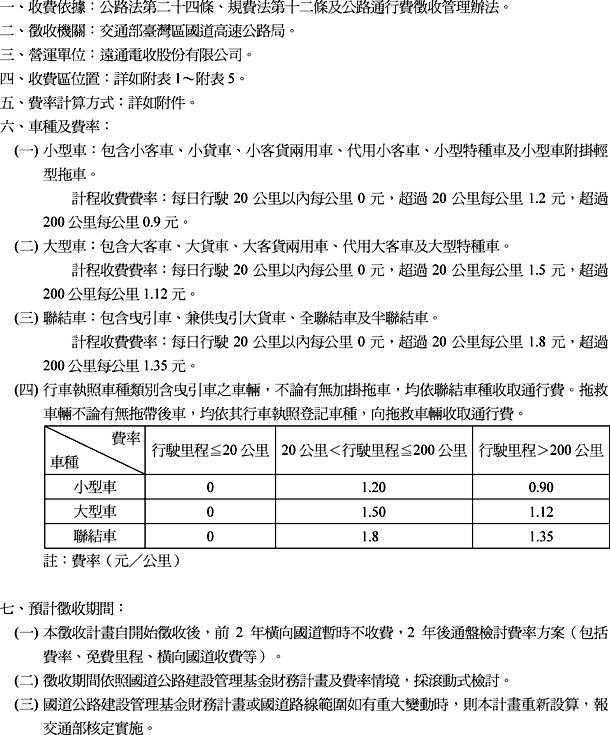 一、收費依據：公路法第二十四條、規費法第十二條及公路通行費徵收管理辦法。
二、徵收機關：交通部臺灣區國道高速公路局。
三、營運單位：遠通電收股份有限公司。
四、收費區位置：詳如附表 1～附表 5。
五、費率計算方式：詳如附件。
六、車種及費率：
(一) 小型車：包含小客車、小貨車、小客貨兩用車、代用小客車、小型特種車及小型車附掛輕
型拖車。
計程收費費率：每日行駛 20 公里以內每公里 0 元，超過 20 公里每公里 1.2 元，超過
200 公里每公里 0.9 元。
(二) 大型車：包含大客車、大貨車、大客貨兩用車、代用大客車及大型特種車。
計程收費費率：每日行駛 20 公里以內每公里 0 元，超過 20 公里每公里 1.5 元，超過
200 公里每公里 1.12 元。
(三) 聯結車：包含曳引車、兼供曳引大貨車、全聯結車及半聯結車。
計程收費費率：每日行駛 20 公里以內每公里 0 元，超過 20 公里每公里 1.8 元，超過
200 公里每公里 1.35 元。
(四) 行車執照車種類別含曳引車之車輛，不論有無加掛拖車，均依聯結車種收取通行費。拖救
車輛不論有無拖帶後車，均依其行車執照登記車種，向拖救車輛收取通行費。
費率
車種 行駛里程≦20 公里 20 公里＜行駛里程≦200 公里 行駛里程＞200 公里
小型車 0 1.20 0.90
大型車 0 1.50 1.12
聯結車 0 1.8 1.35
註：費率（元／公里）
七、預計徵收期間：
(一) 本徵收計畫自開始徵收後，前 2 年橫向國道暫時不收費，2 年後通盤檢討費率方案（包括
費率、免費里程、橫向國道收費等）。
(二) 徵收期間依照國道公路建設管理基金財務計畫及費率情境，採滾動式檢討。
(三) 國道公路建設管理基金財務計畫或國道路線範圍如有重大變動時，則本計畫重新設算，報
交通部核定實施。